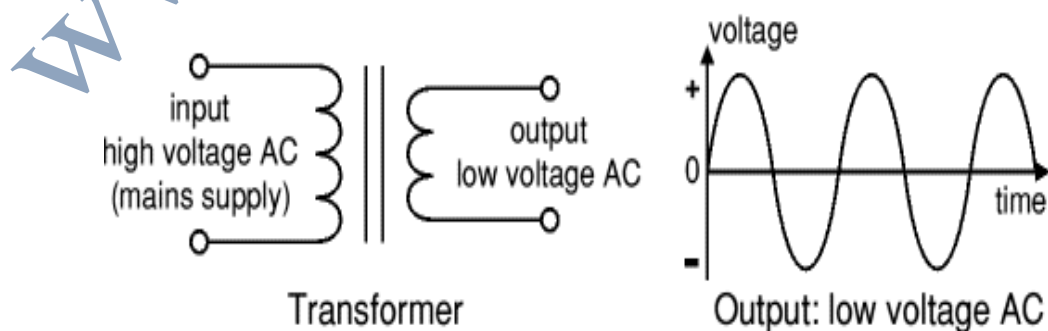 input
high voltage AC
(mains supply)
output
low voltage AC
Transformer
voltage
+
0
-
time
Output: low voltage AC